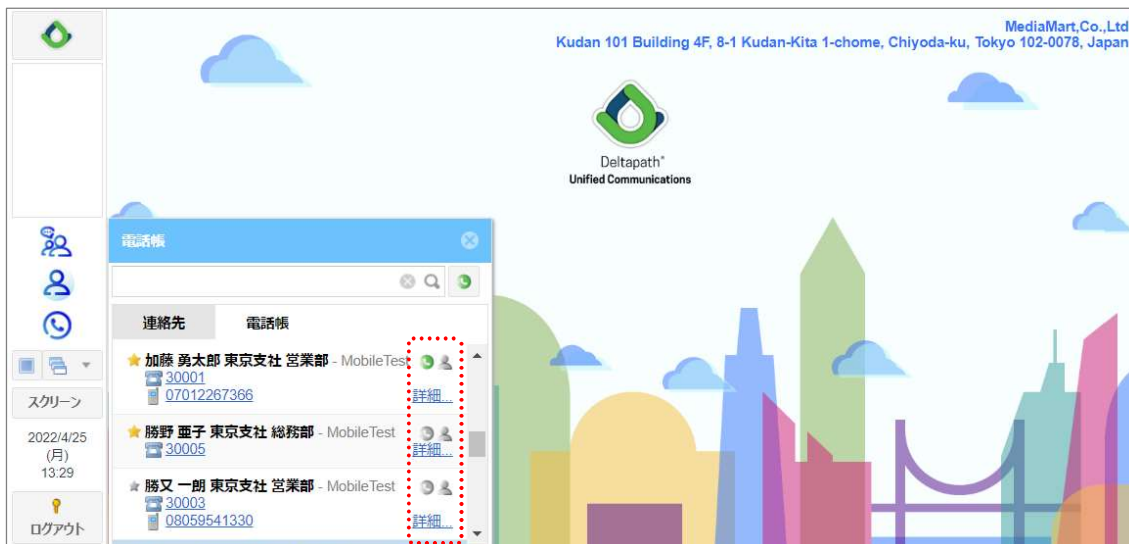 MediaMart,Co.,Ltd
Kudan 101 Building 4F, 8-1 Kudan-Kita 1-chome, Chiyoda-ku, Tokyo 102-0078, Japan
Deltapath®
Unified Communications
電話帳
連絡先 電話帳
加藤 勇太郎 東京支社 営業部 - MobileTest
30001
07012267366 詳細...
勝野 亜子 東京支社 総務部 - MobileTest
30005 詳細...
勝又 一朗 東京支社 営業部 - MobileTest
30003
08059541330 詳細...
スクリーン
2022/4/25
(月)
13:29
ログアウト